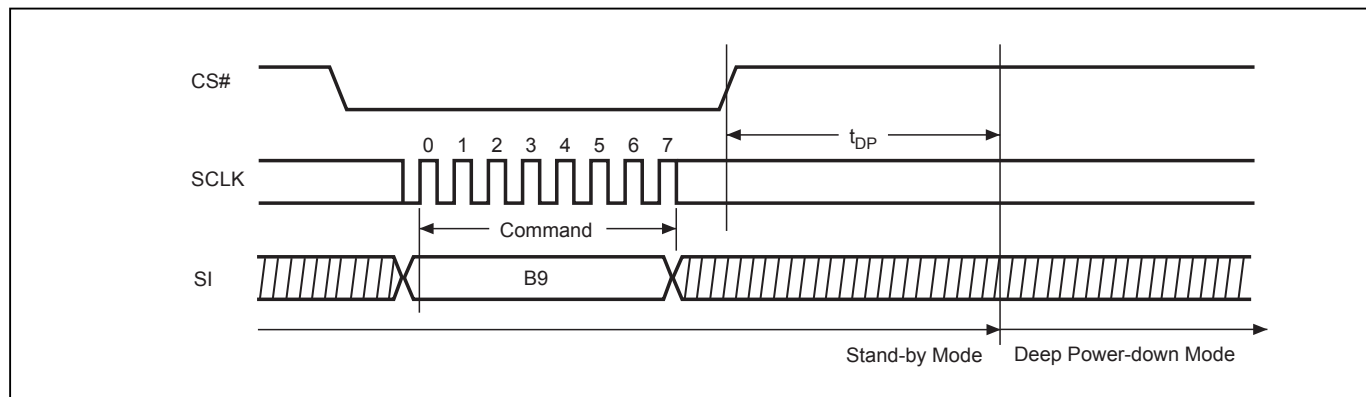 CS#
t_DP
0 1 2 3 4 5 6 7
SCLK
Command
SI
B9
Stand-by Mode
Deep Power-down Mode